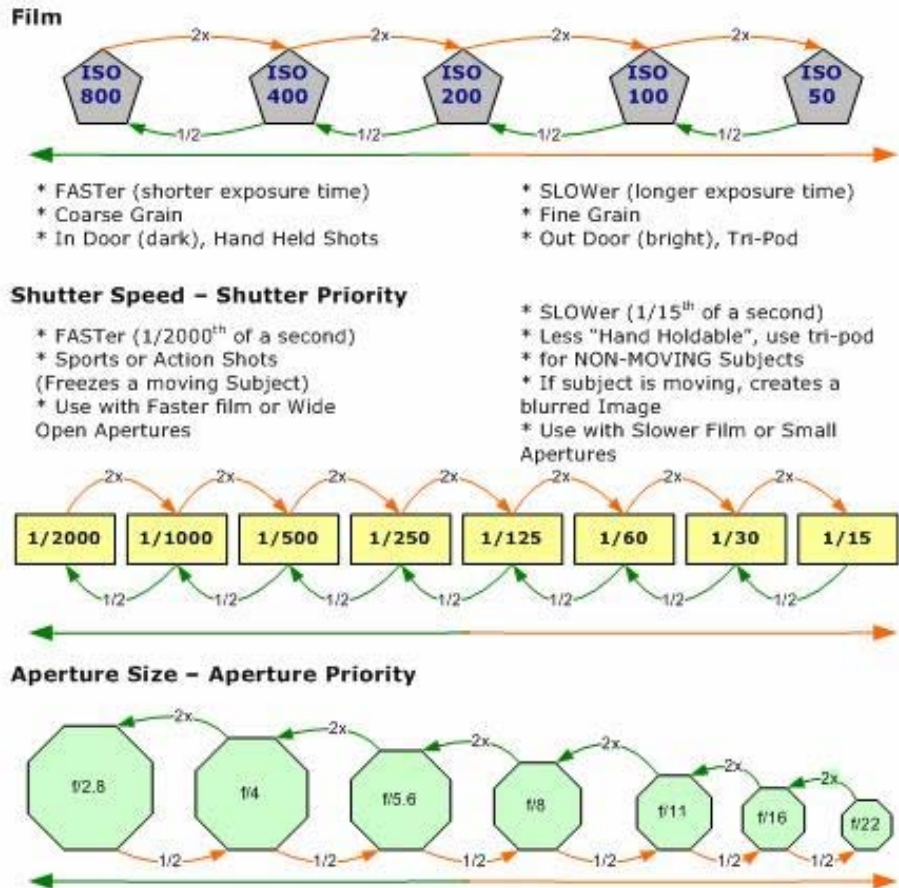 Film
2x 2x 2x 2x
ISO ISO ISO ISO ISO
800 400 200 100 50
1/2 1/2 1/2 1/2
* FASTer (shorter exposure time)
* Coarse Grain
* In Door (dark), Hand Held Shots
* SLOWer (longer exposure time)
* Fine Grain
* Out Door (bright), Tri-Pod
Shutter Speed – Shutter Priority
* FASTer (1/2000th of a second)
* Sports or Action Shots
(Freezes a moving Subject)
* Use with Faster film or Wide
Open Apertures
* SLOWer (1/15th of a second)
* Less "Hand Holdable", use tri-pod
* for NON-MOVING Subjects
* If subject is moving, creates a
blurred Image
* Use with Slower Film or Small
Apertures
2x 2x 2x 2x 2x 2x 2x
1/2000 1/1000 1/500 1/250 1/125 1/60 1/30 1/15
1/2 1/2 1/2 1/2 1/2 1/2 1/2
Aperture Size – Aperture Priority
2x 2x 2x 2x 2x 2x
f/2.8 f/4 f/5.6 f/8 f/11 f/16 f/22
1/2 1/2 1/2 1/2 1/2 1/2